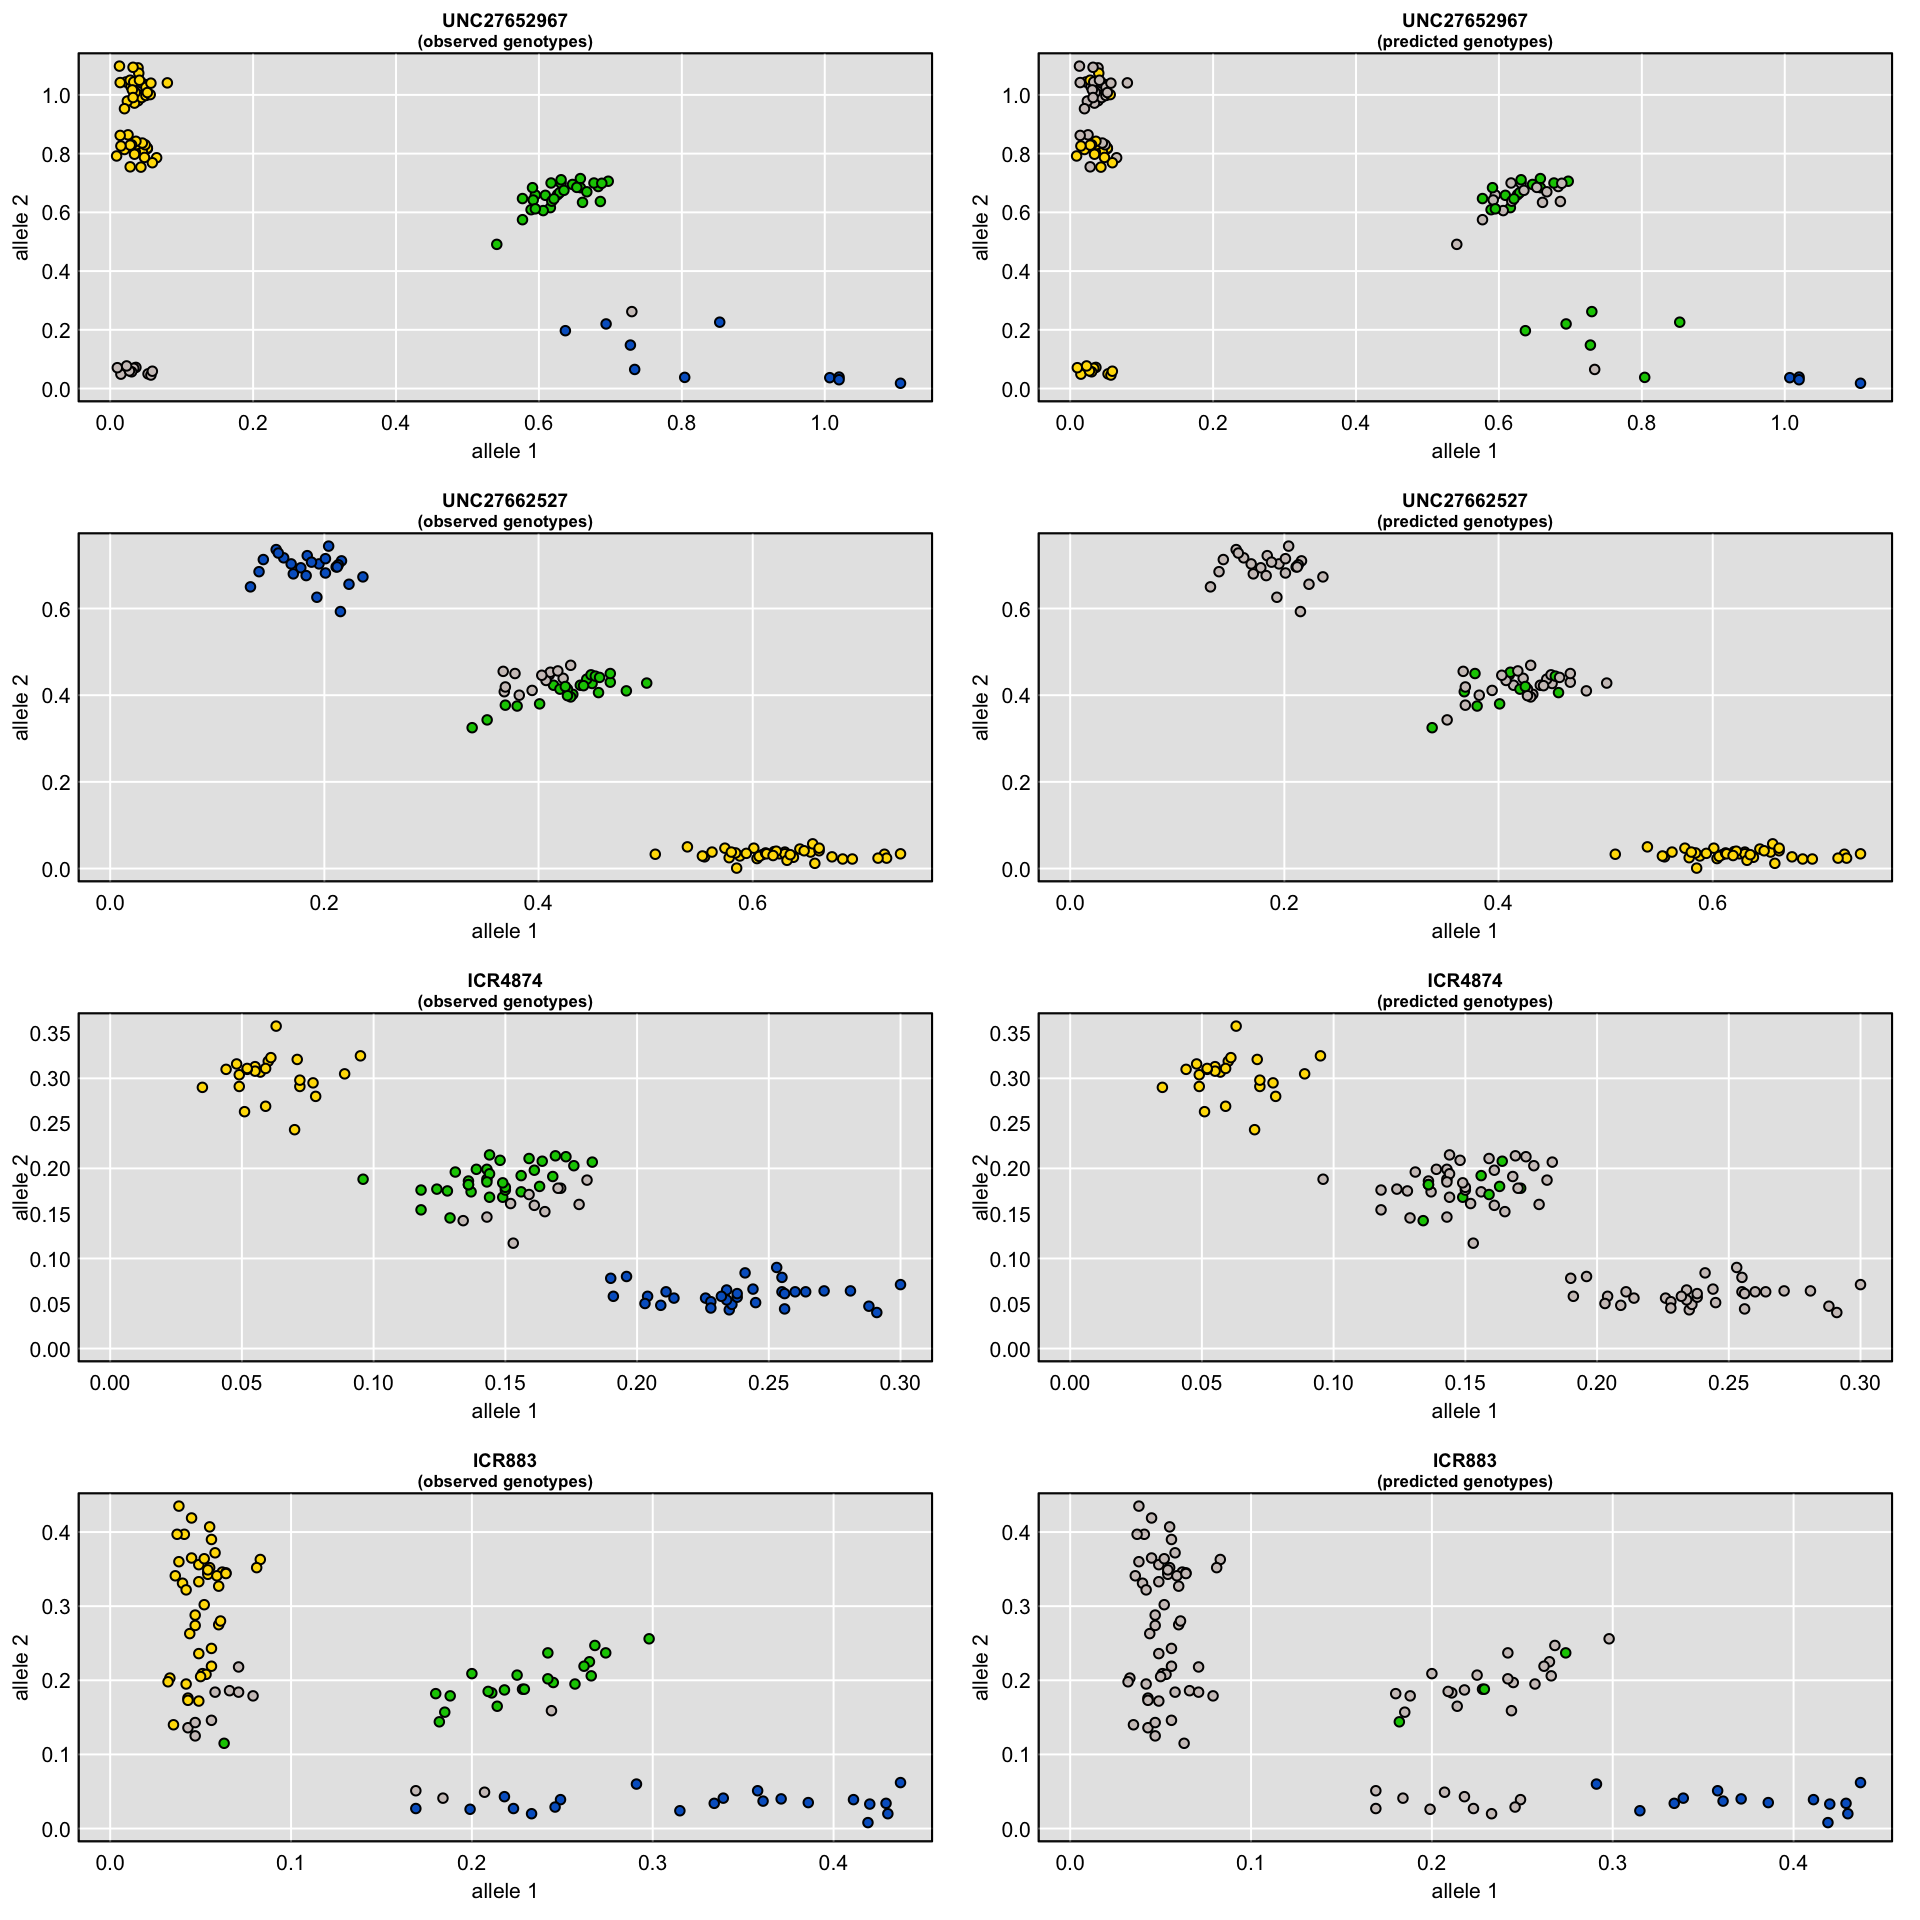 UNC27652967
(observed genotypes)
allele 2
1.0
0.8
0.6
0.4
0.2
0.0
0.0 0.2 0.4 0.6 0.8 1.0
allele 1
UNC27652967
(predicted genotypes)
allele 2
1.0
0.8
0.6
0.4
0.2
0.0
0.0 0.2 0.4 0.6 0.8 1.0
allele 1
UNC27662527
(observed genotypes)
allele 2
0.6
0.4
0.2
0.0
0.0 0.2 0.4 0.6
allele 1
UNC27662527
(predicted genotypes)
allele 2
0.6
0.4
0.2
0.0
0.0 0.2 0.4 0.6
allele 1
ICR4874
(observed genotypes)
allele 2
0.35
0.30
0.25
0.20
0.15
0.10
0.05
0.00
0.00 0.05 0.10 0.15 0.20 0.25 0.30
allele 1
ICR4874
(predicted genotypes)
allele 2
0.35
0.30
0.25
0.20
0.15
0.10
0.05
0.00
0.00 0.05 0.10 0.15 0.20 0.25 0.30
allele 1
ICR883
(observed genotypes)
allele 2
0.4
0.3
0.2
0.1
0.0
0.0 0.1 0.2 0.3 0.4
allele 1
ICR883
(predicted genotypes)
allele 2
0.4
0.3
0.2
0.1
0.0
0.0 0.1 0.2 0.3 0.4
allele 1